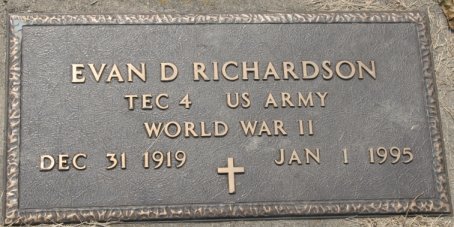 EVAN D RICHARDSON
TEC 4 US ARMY
WORLD WAR II
DEC 31 1919 JAN 1 1995